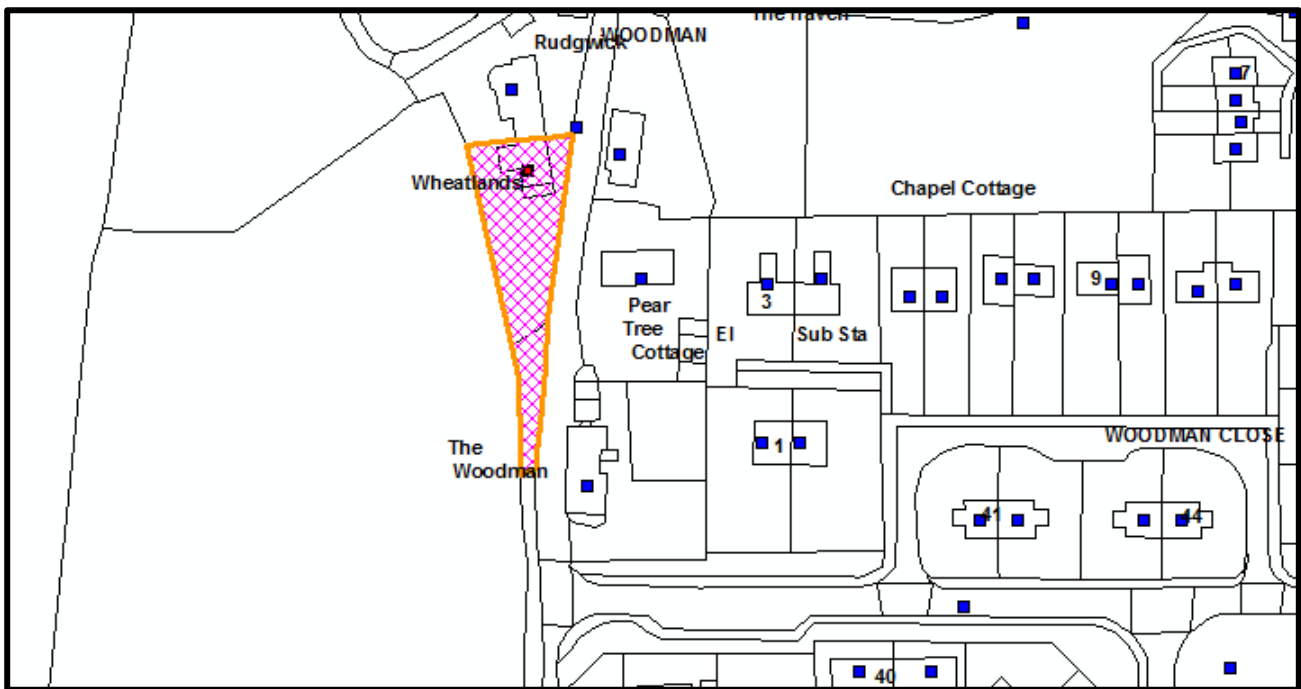 The Haven
Rudgwick
WOODMAN
7
Wheatlands
Chapel Cottage
Pear
Tree
Cottage
3
9
El
Sub Sta
The
Woodman
1
WOODMAN CLOSE
41
44
40